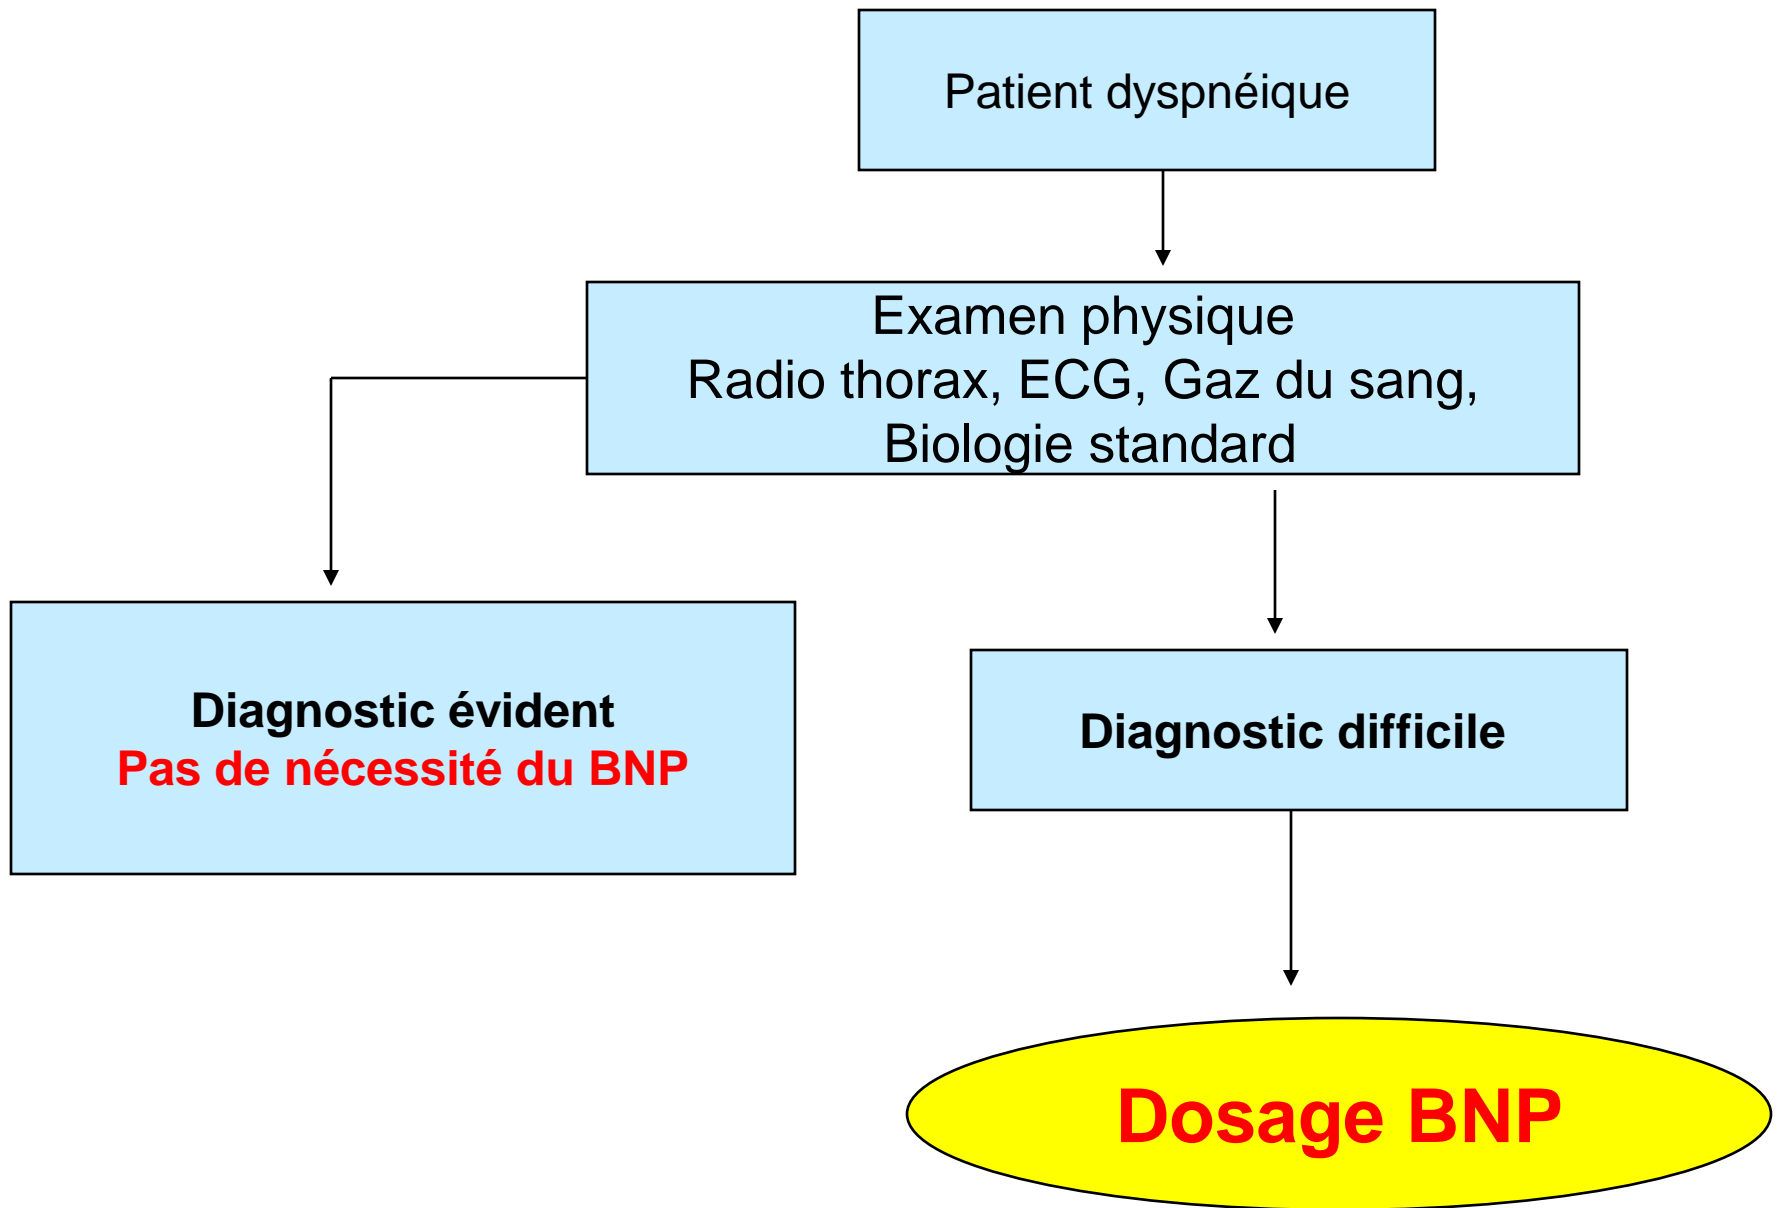 Patient dyspnéique
Examen physique
Radio thorax, ECG, Gaz du sang,
Biologie standard
Diagnostic évident
Pas de nécessité du BNP
Diagnostic difficile
Dosage BNP